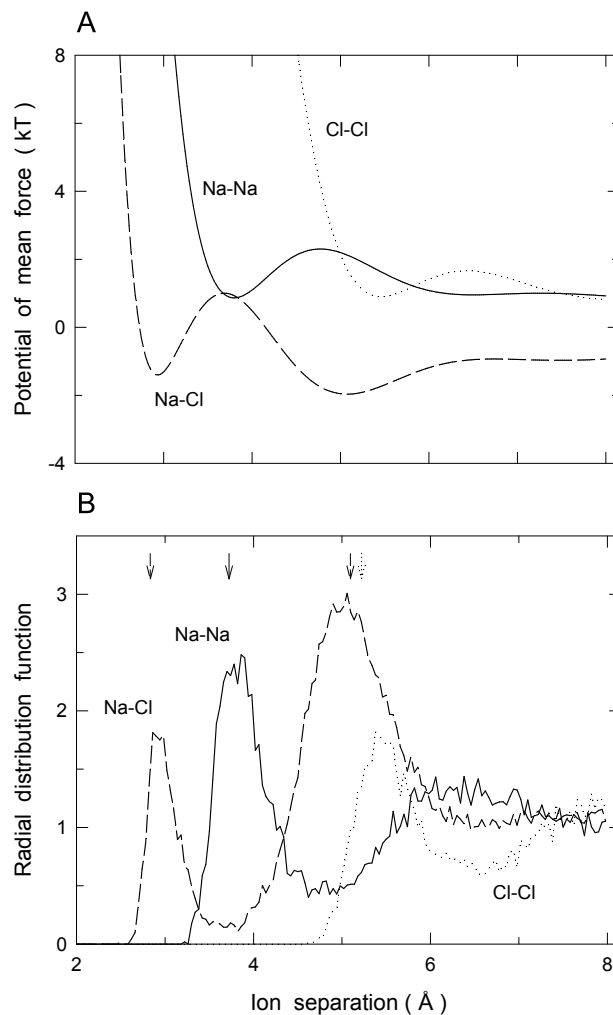 A
8
Cl-Cl
4
Na-Na
0
Na-Cl
-4
Potential of mean force ( kT )
B
3
Na-Na
Na-Cl
2
1
Cl-Cl
0
2 4 6 8
Radial distribution function
Ion separation ( Å )